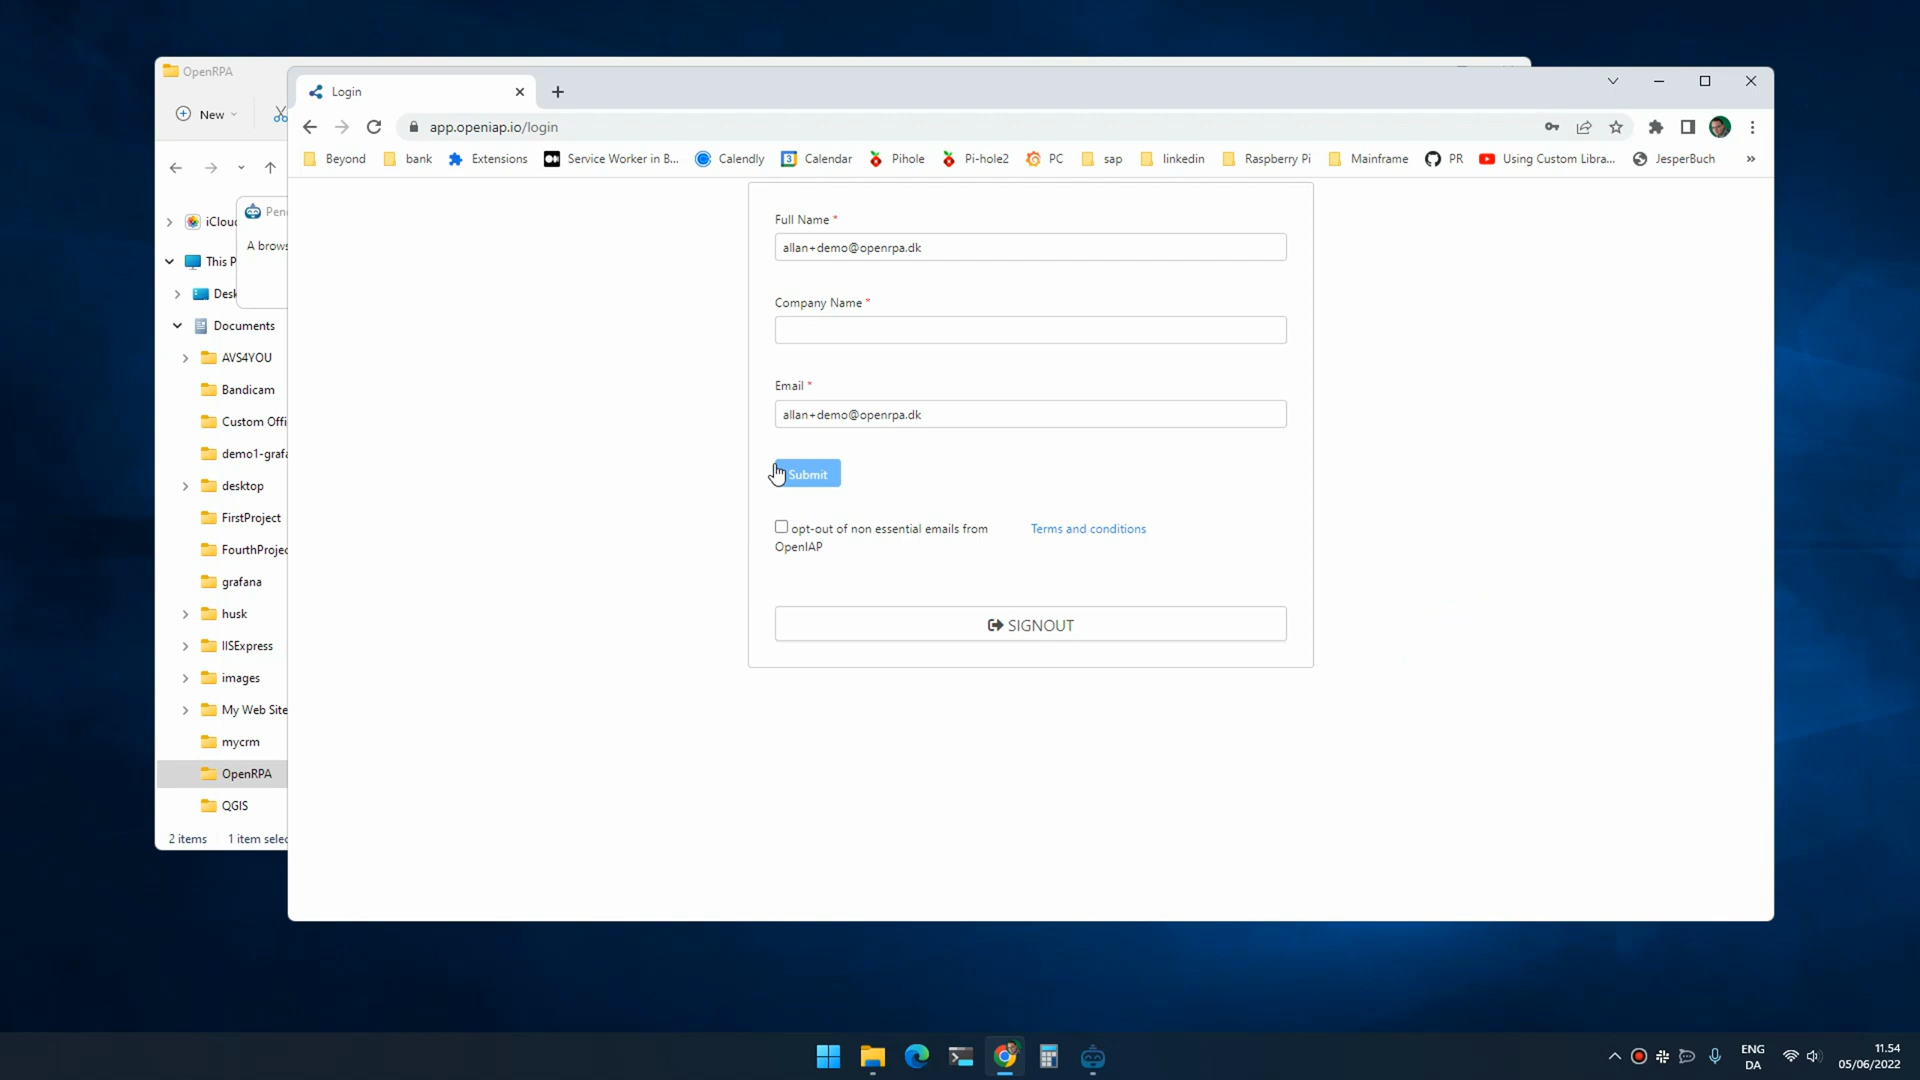 OpenRPA
New
iCloud
This P
Desk
Documents
AVS4YOU
Bandicam
Custom Offi
demo1-grafa
desktop
FirstProject
FourthProjec
grafana
husk
IISExpress
images
My Web Site
mycrm
OpenRPA
QGIS
2 items 1 item selec
Pen
A brows
Login
app.openiap.io/login
Beyond bank Extensions Service Worker in B... Calendly Calendar Pihole Pi-hole2 PC sap linkedin Raspberry Pi Mainframe PR Using Custom Libra... JesperBuch »
Full Name *
allan+demo@openrpa.dk
Company Name *
Email *
allan+demo@openrpa.dk
Submit
opt-out of non essential emails from
OpenIAP
Terms and conditions
SIGNOUT
ENG
DA
11.54
05/06/2022